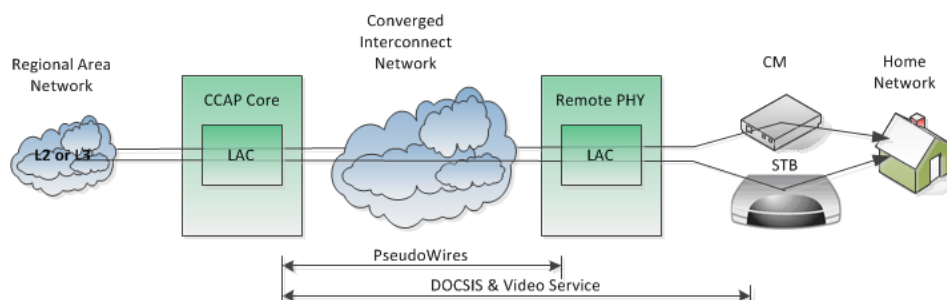 Converged
Interconnect
Network
Regional Area
Network
CM
Home
Network
CCAP Core
Remote PHY
L2 or L3
LAC
LAC
STB
PseudoWires
DOCSIS & Video Service